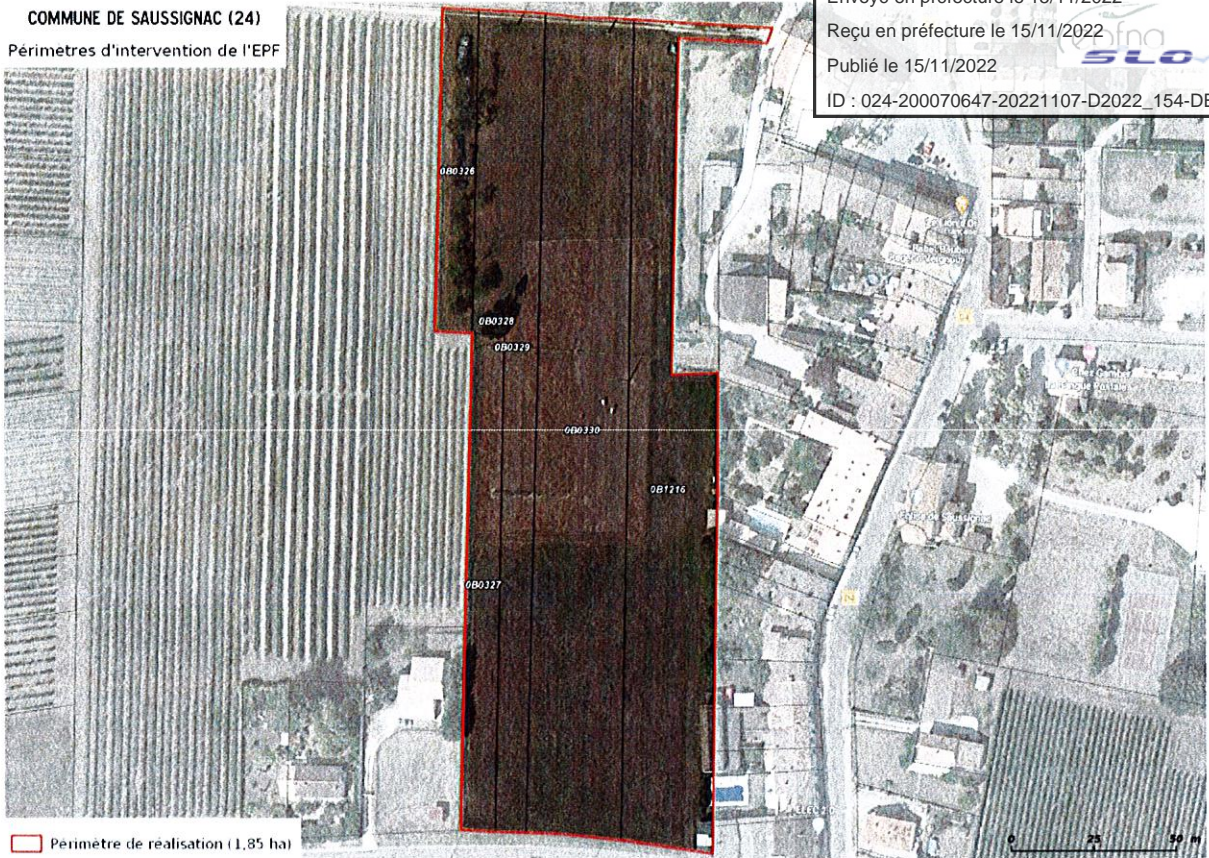 COMMUNE DE SAUSSIGNAC (24)
Périmetres d'intervention de l'EPF
Reçu en préfecture le 15/11/2022
Publié le 15/11/2022
SLO
ID : 024-200070647-20221107-D2022_154-DE
0B0326
0B0328
0B0329
0B0330
0B1216
0B0327
Périmètre de réalisation (1,85 ha)
0 25 50 m